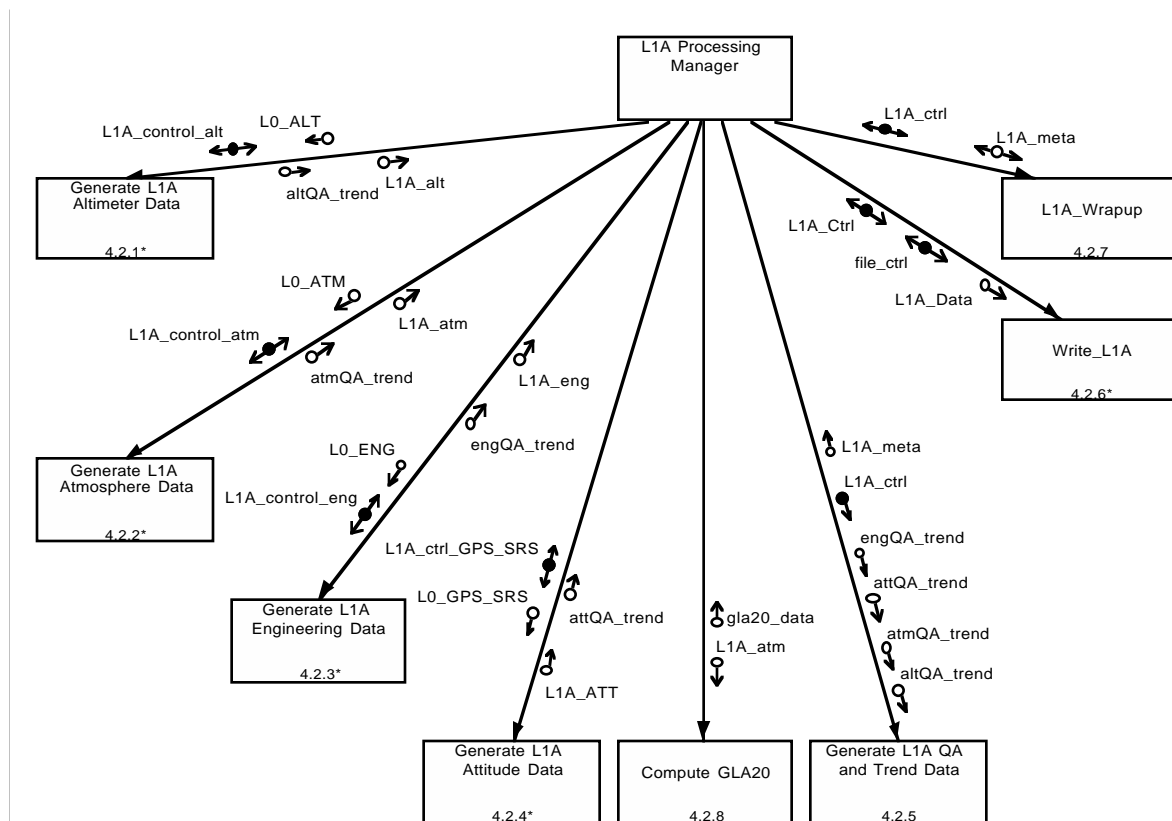 L1A Processing
Manager
L1A_ctrl
L0_ALT
L1A_control_alt
L1A_meta
altQA_trend
L1A_alt
Generate L1A
Altimeter Data
4.2.1*
L1A_Wrapup
4.2.7
L1A_Ctrl
file_ctrl
L1A_Data
L0_ATM
L1A_atm
L1A_control_atm
atmQA_trend
Write_L1A
4.2.6*
L1A_eng
engQA_trend
L0_ENG
L1A_control_eng
Generate L1A
Atmosphere Data
4.2.2*
L1A_meta
L1A_ctrl
engQA_trend
attQA_trend
atmQA_trend
altQA_trend
L1A_ctrl_GPS_SRS
L0_GPS_SRS
attQA_trend
L1A_ATT
gla20_data
L1A_atm
Generate L1A
Engineering Data
4.2.3*
Generate L1A
Attitude Data
4.2.4*
Compute GLA20
4.2.8
Generate L1A QA
and Trend Data
4.2.5